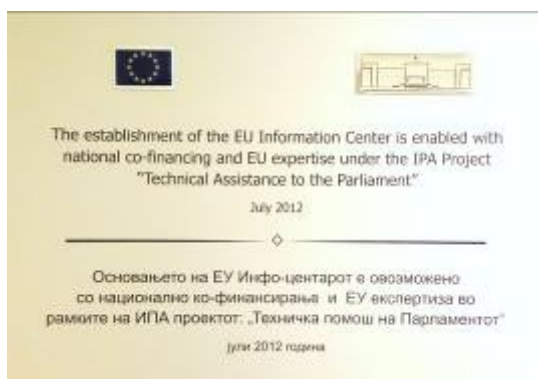 The establishment of the EU Information Center is enabled with
national co-financing and EU expertise under the IPA Project
"Technical Assistance to the Parliament"
July 2012
Основањето на ЕУ Инфо-центарот е овозможено
со национално ко-финансирање и ЕУ експертиза во
рамките на ИПА проектот: „Техничка помош на Парламентот“
јули 2012 година